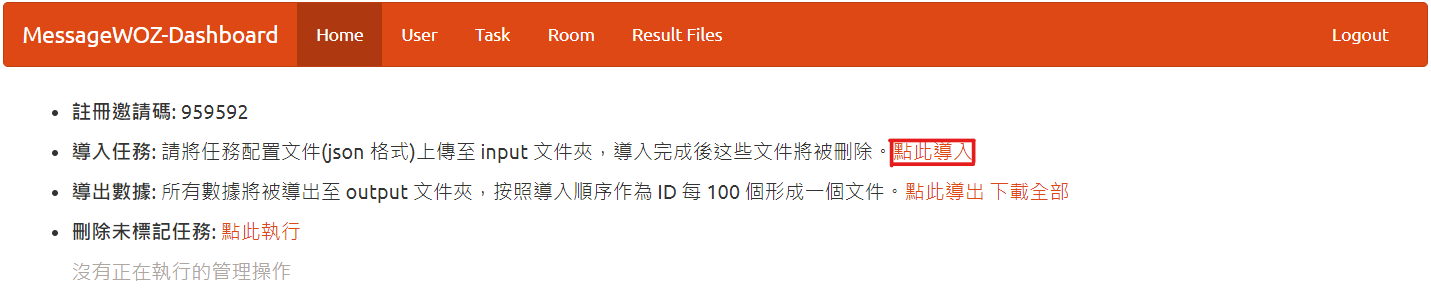 MessageWOZ-Dashboard Home User Task Room Result Files Logout
註冊邀請碼: 959592
導入任務: 請將任務配置文件(json 格式)上傳至 input 文件夾，導入完成後这些文件將被刪除。點此導入
導出數據: 所有數據將被導出至 output 文件夾，按照導入順序作為 ID 每 100 個形成一個文件。點此導出 下載全部
刪除未標記任務: 點此執行
沒有正在執行的管理操作